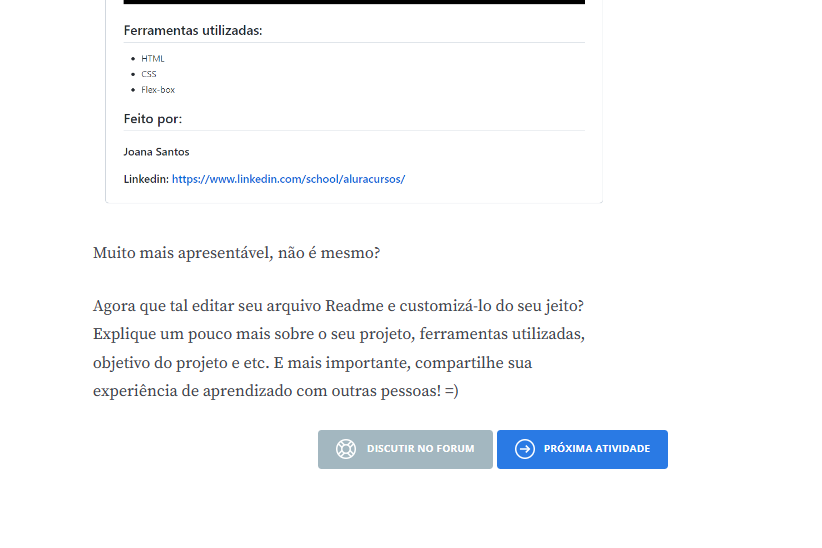 Ferramentas utilizadas:
HTML
CSS
Flex-box
Feito por:
Joana Santos
Linkedin: https://www.linkedin.com/school/aluracursos/
Muito mais apresentável, não é mesmo?
Agora que tal editar seu arquivo Readme e customizá-lo do seu jeito?
Explique um pouco mais sobre o seu projeto, ferramentas utilizadas,
objetivo do projeto e etc. E mais importante, compartilhe sua
experiência de aprendizado com outras pessoas! =)
DISCUTIR NO FORUM
PRÓXIMA ATIVIDADE